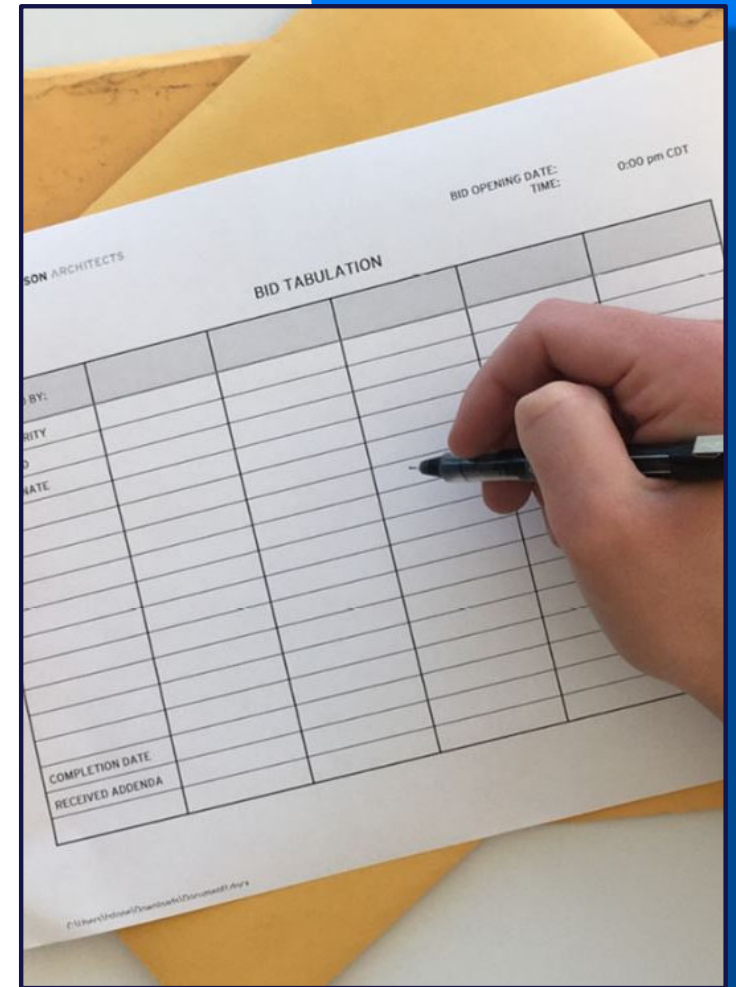 BID OPENING DATE:
TIME: 0:00 pm CDT
SON ARCHITECTS
BID TABULATION
BY:
RITY
NATE
COMPLETION DATE
RECEIVED ADDENDA